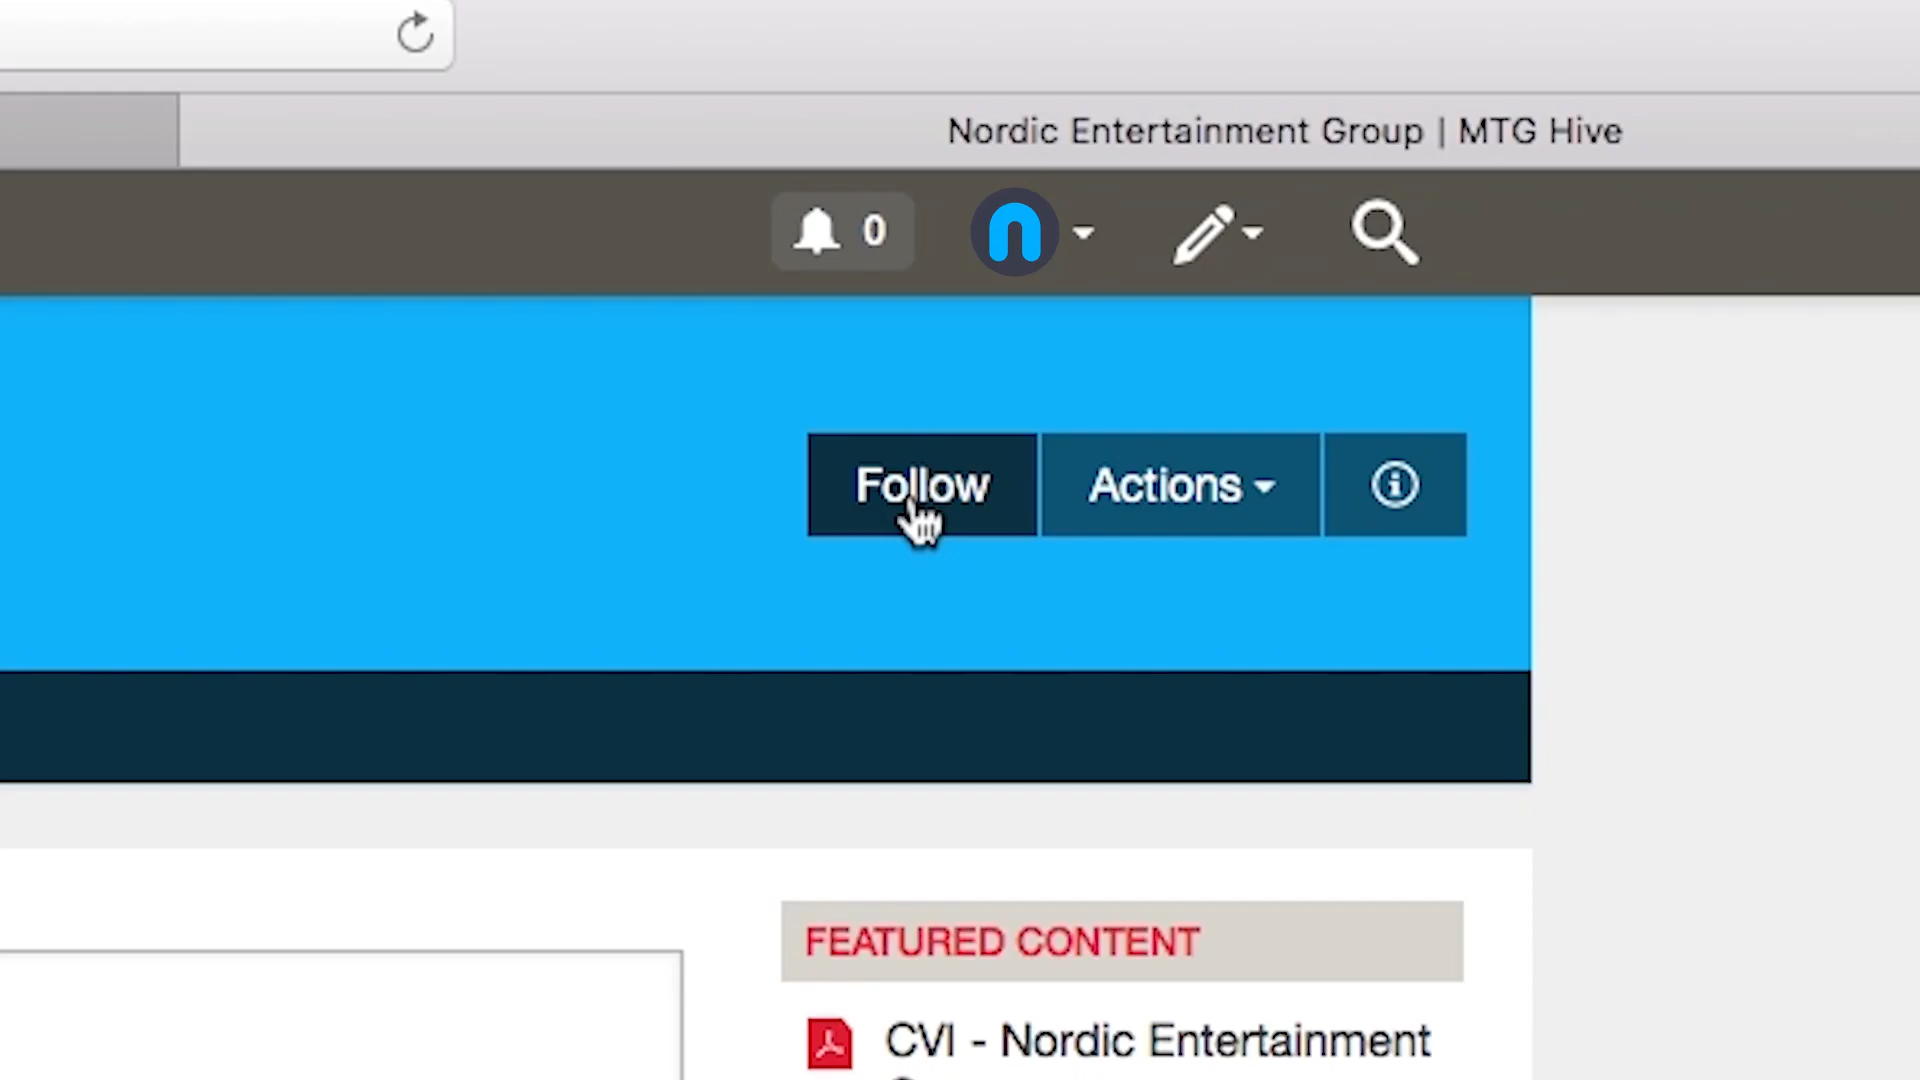 Nordic Entertainment Group | MTG Hive
0
Follow Actions
FEATURED CONTENT
CVI - Nordic Entertainment